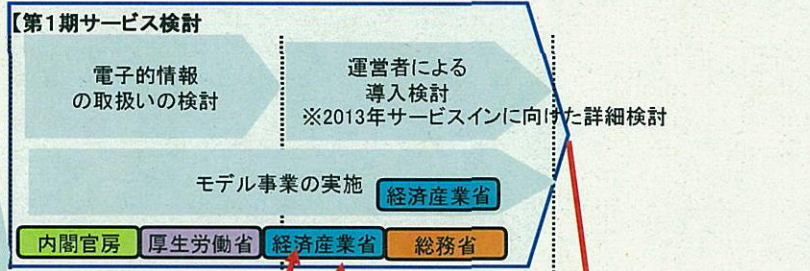 【第1期サービス検討
電子的情報
の取扱いの検討
運営者による
導入検討
※2013年サービスインに向けた詳細検討
モデル事業の実施
経済産業省
内閣官房
厚生労働省
経済産業省
総務省